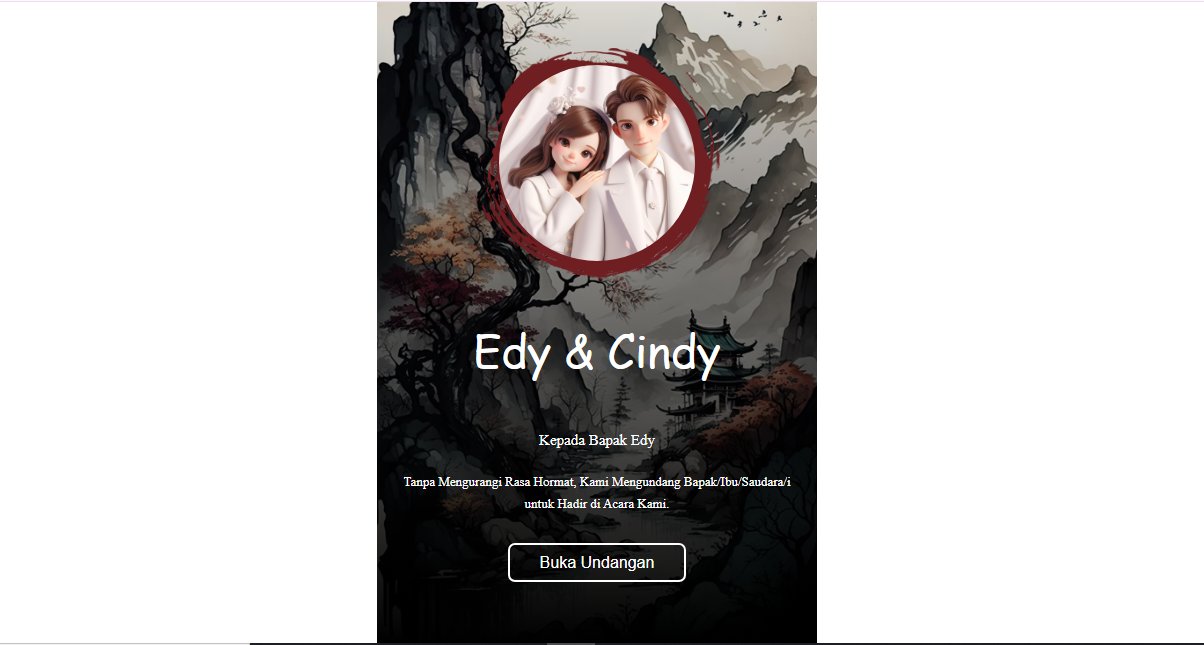 Edy & Cindy
Kepada Bapak Edy
Tanpa Mengurangi Rasa Hormat, Kami Mengundang Bapak/Ibu/Saudara/i
untuk Hadir di Acara Kami.
Buka Undangan